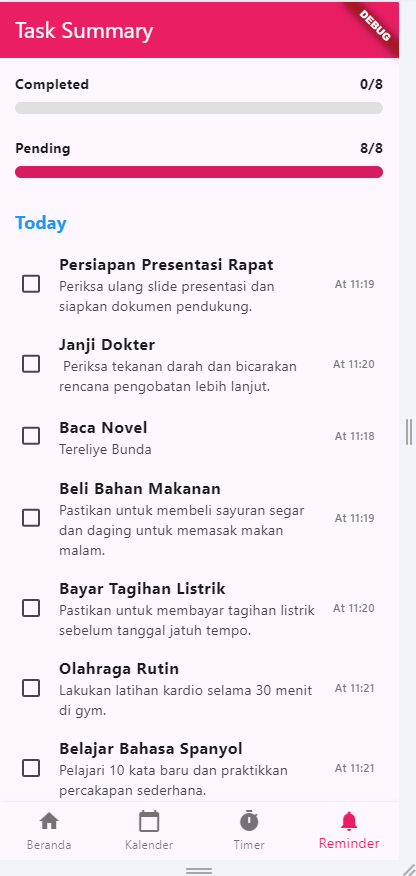 Task Summary
DEBUG
Completed 0/8
Pending 8/8
Today
Persiapan Presentasi Rapat
Periksa ulang slide presentasi dan
siapkan dokumen pendukung.
At 11:19
Janji Dokter
Periksa tekanan darah dan bicarakan
rencana pengobatan lebih lanjut.
At 11:20
Baca Novel
Tereliye Bunda
At 11:18
Beli Bahan Makanan
Pastikan untuk membeli sayuran segar
dan daging untuk memasak makan
malam.
At 11:19
Bayar Tagihan Listrik
Pastikan untuk membayar tagihan listrik
sebelum tanggal jatuh tempo.
At 11:20
Olahraga Rutin
Lakukan latihan kardio selama 30 menit
di gym.
At 11:21
Belajar Bahasa Spanyol
Pelajari 10 kata baru dan praktikkan
percakapan sederhana.
At 11:21
Beranda Kalender Timer Reminder